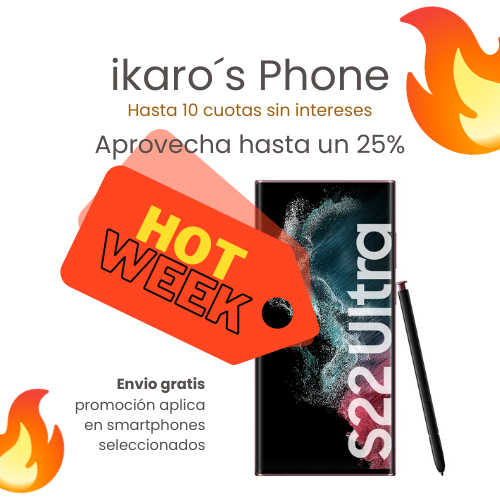 ikaro´s Phone
Hasta 10 cuotas sin intereses
Aprovecha hasta un 25%
HOT
WEEK
S22 Ultra
Envio gratis
promoción aplica
en smartphones
seleccionados